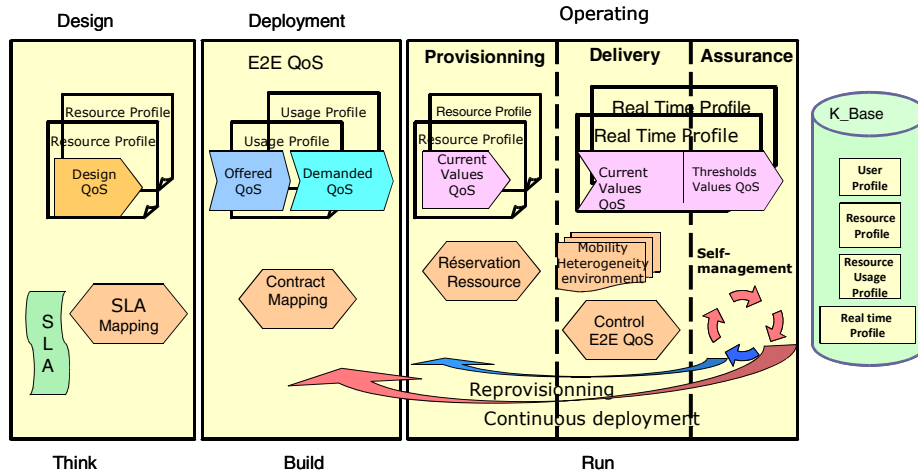 Design
Deployment
Operating
E2E QoS
Provisionning
Delivery
Assurance
Resource Profile
Resource Profile
Design
QoS
Usage Profile
Usage Profile
Offered
QoS
Demanded
QoS
Resource Profile
Resource Profile
Current
Values
QoS
Real Time Profile
Real Time Profile
Current
Values
QoS
Thresholds
Values QoS
K_Base
User
Profile
Resource
Profile
Resource
Usage
Profile
Real time
Profile
SLA
SLA
Mapping
Contract
Mapping
Réservation
Ressource
Mobility
Heterogeneity
environment
Control
E2E QoS
Self-
management
Reprovisionning
Continuous deployment
Think
Build
Run